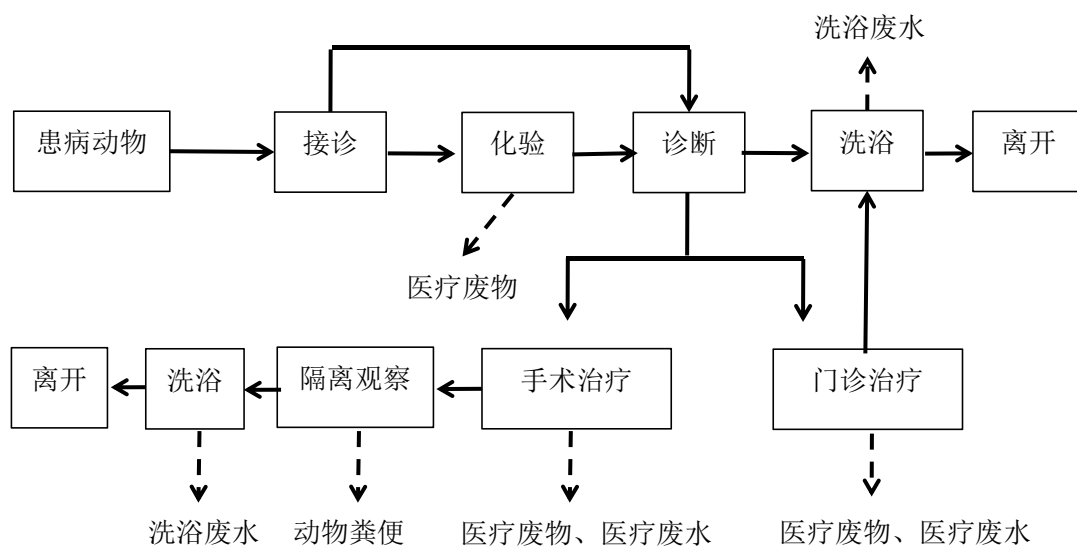 洗浴废水
患病动物
接诊
化验
诊断
洗浴
离开
医疗废物
离开
洗浴
隔离观察
手术治疗
门诊治疗
洗浴废水
动物粪便
医疗废物、医疗废水
医疗废物、医疗废水